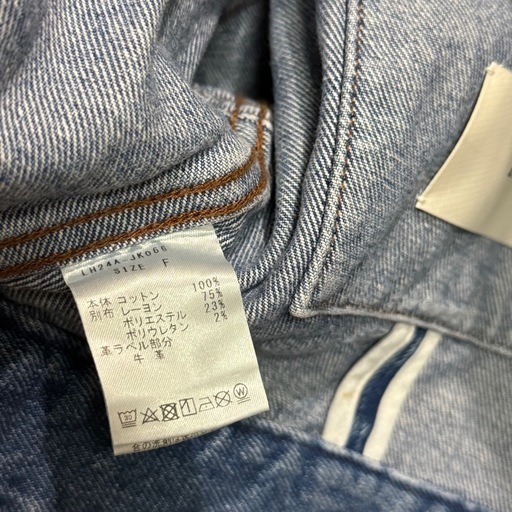 LH24A-JK066
SIZE F
本体 コットン 100%
別布 レーヨン 75%
ポリエステル 23%
ポリウレタン 2%
革ラベル部分
牛革